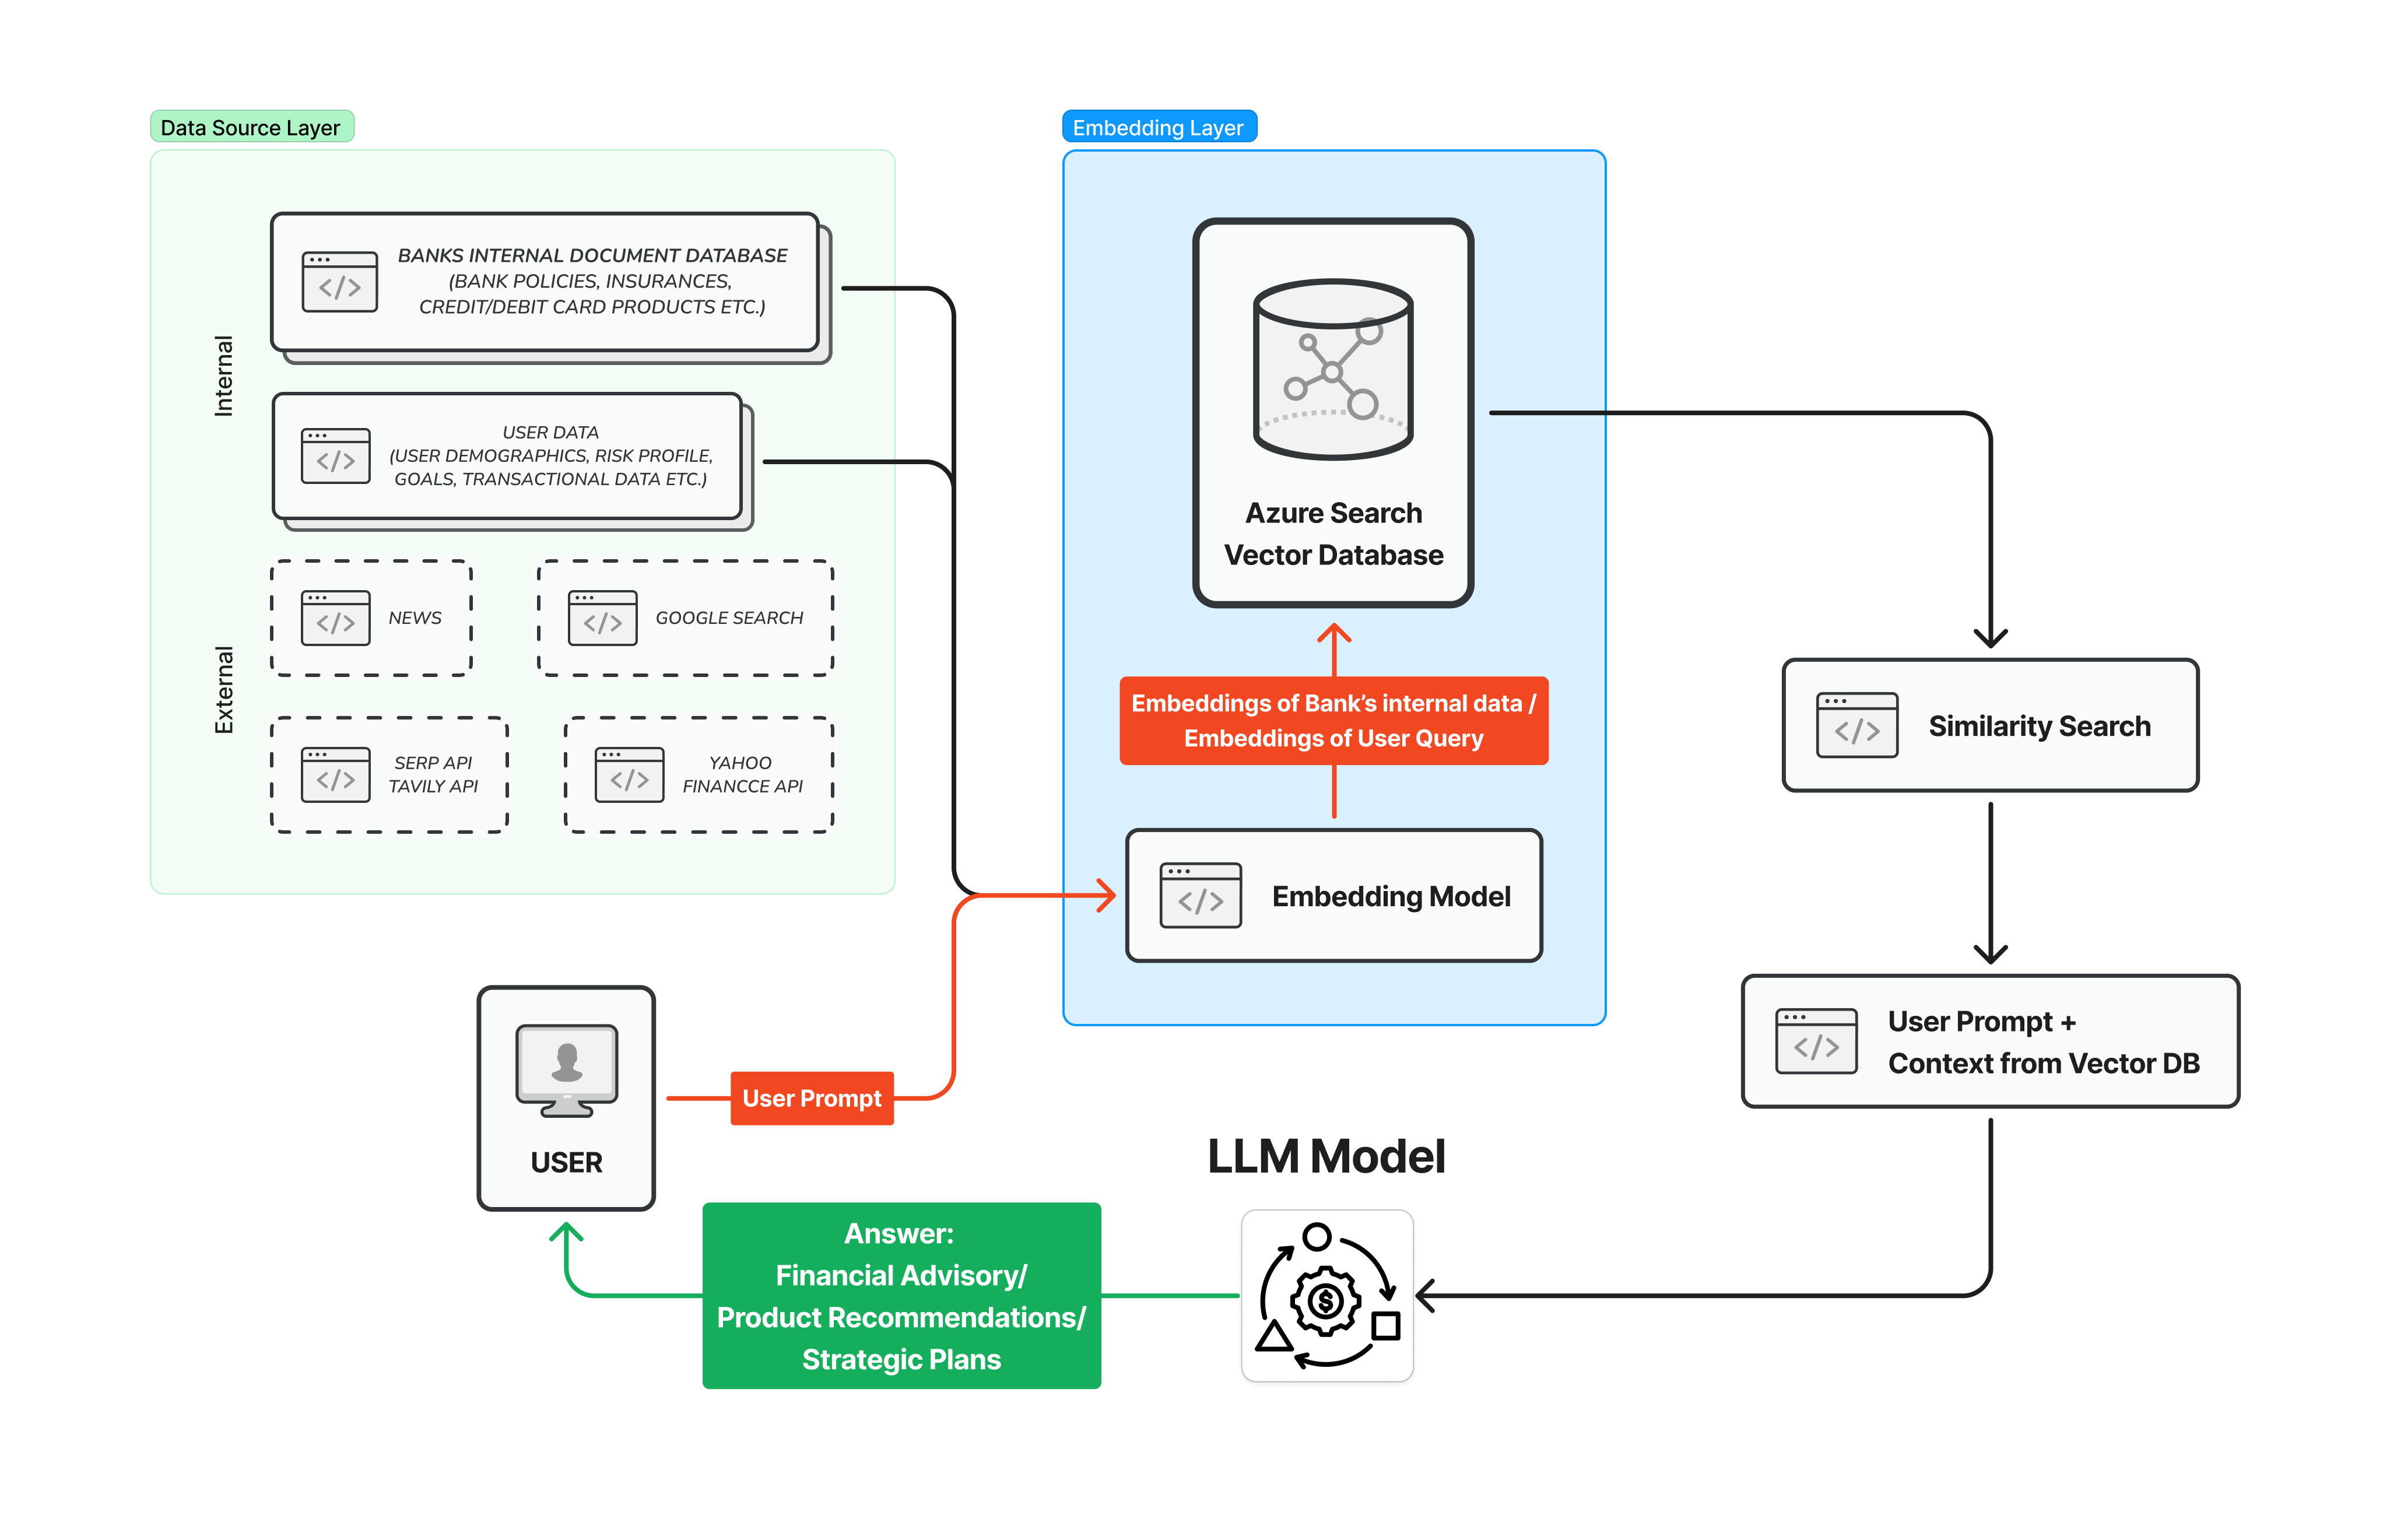 Data Source Layer
Embedding Layer
Internal
BANKS INTERNAL DOCUMENT DATABASE
(BANK POLICIES, INSURANCES,
CREDIT/DEBIT CARD PRODUCTS ETC.)
USER DATA
(USER DEMOGRAPHICS, RISK PROFILE,
GOALS, TRANSACTIONAL DATA ETC.)
External
NEWS
GOOGLE SEARCH
SERP API
TAVILY API
YAHOO
FINANCCE API
Azure Search
Vector Database
Embeddings of Bank’s internal data /
Embeddings of User Query
Embedding Model
Similarity Search
User Prompt +
Context from Vector DB
User Prompt
USER
LLM Model
$
Answer:
Financial Advisory/
Product Recommendations/
Strategic Plans